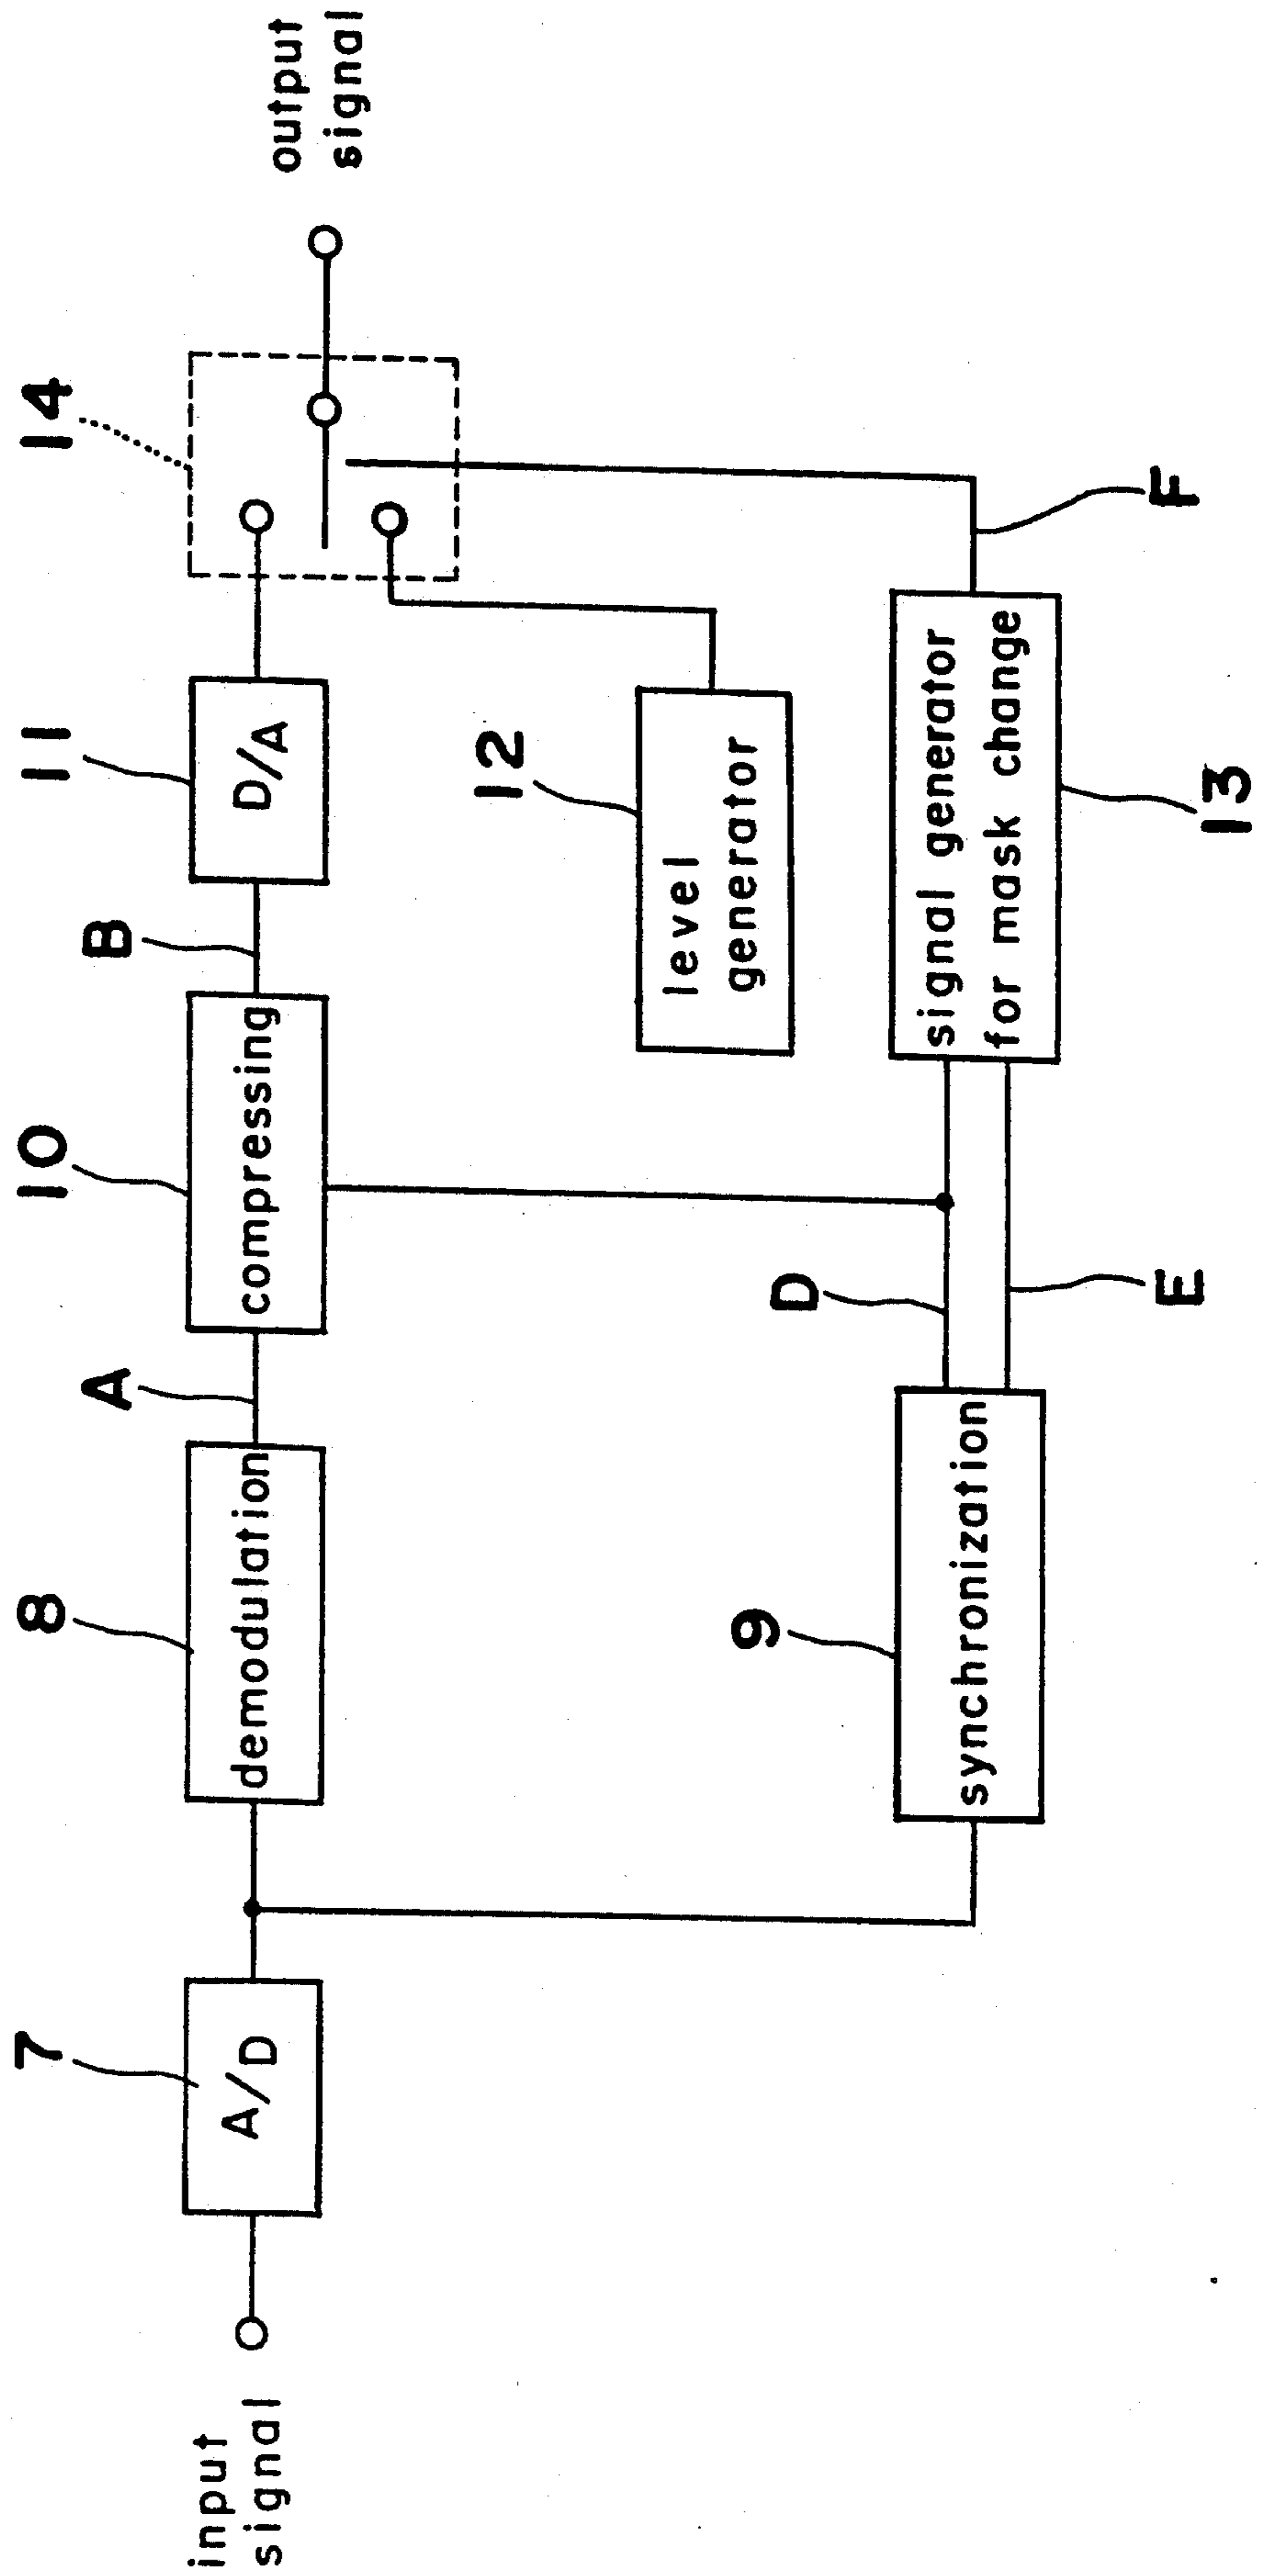 14
output
signal
11
D/A
B
10
compressing
A
8
demodulation
7
A/D
input
signal
12
level
generator
F
signal generator
for mask change
13
D
E
9
synchronization